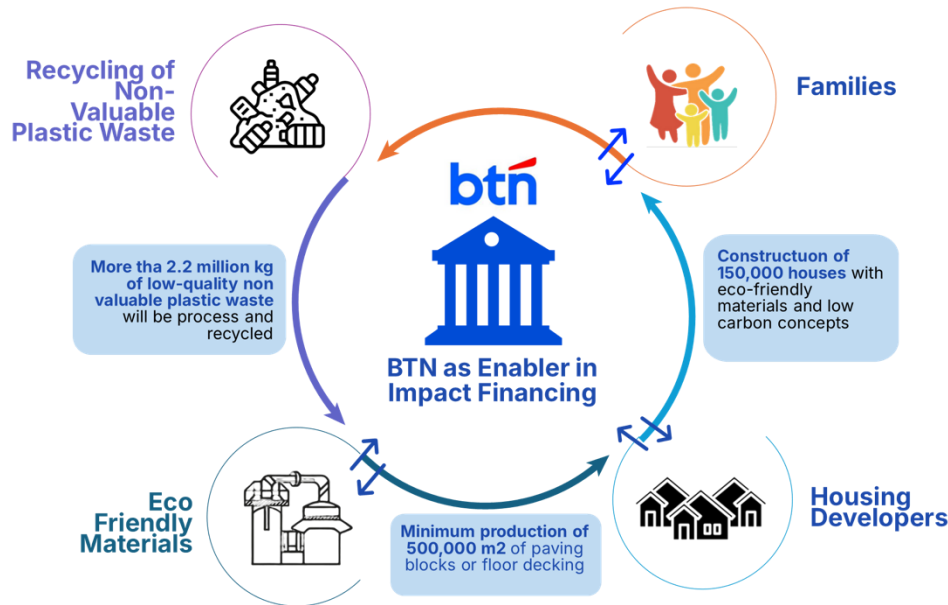 Recycling of
Non-
Valuable
Plastic Waste
Families
btn
More tha 2.2 million kg
of low-quality non
valuable plastic waste
will be process and
recycled
Constructuon of
150,000 houses with
eco-friendly
materials and low
carbon concepts
BTN as Enabler in
Impact Financing
Eco
Friendly
Materials
Minimum production of
500,000 m2 of paving
blocks or floor decking
Housing
Developers